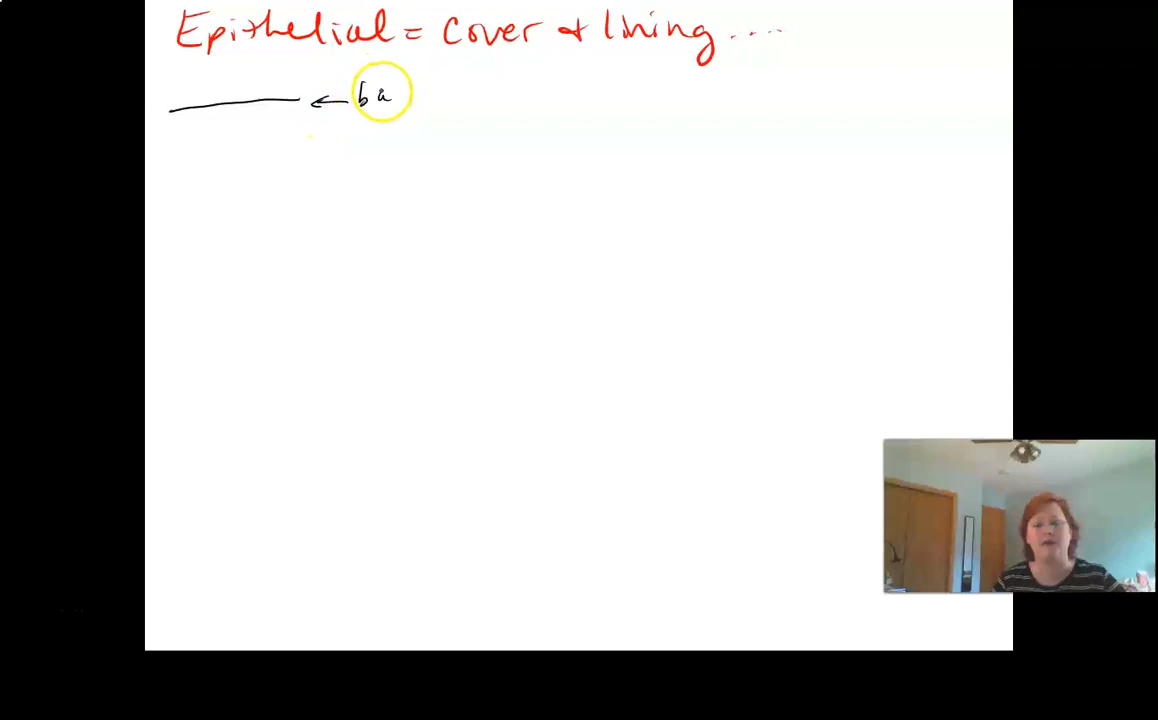 Epithelial = cover & lining ....
← ba